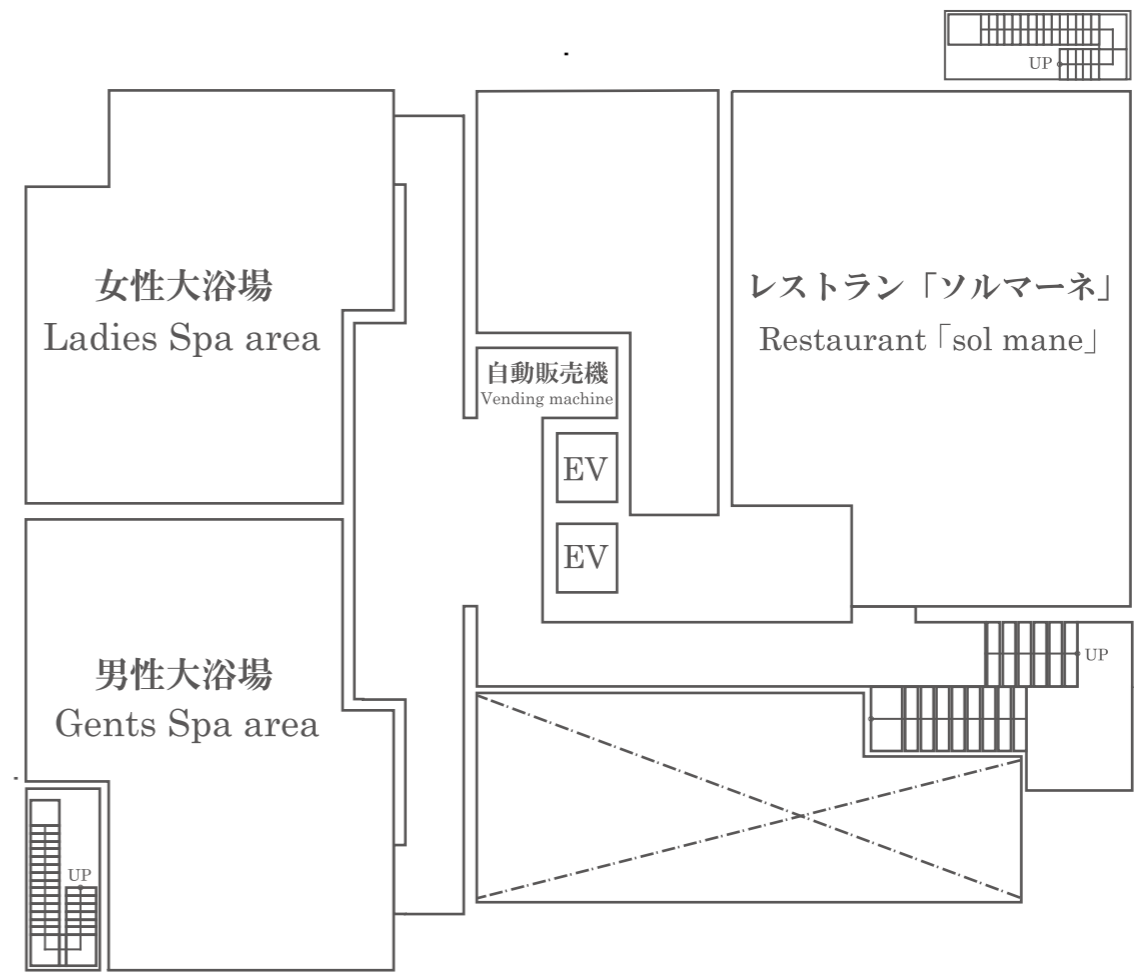 UP
女性大浴場
Ladies Spa area
レストラン「ソルマーネ」
Restaurant「sol mane」
自動販売機
Vending machine
EV
EV
男性大浴場
Gents Spa area
UP
UP